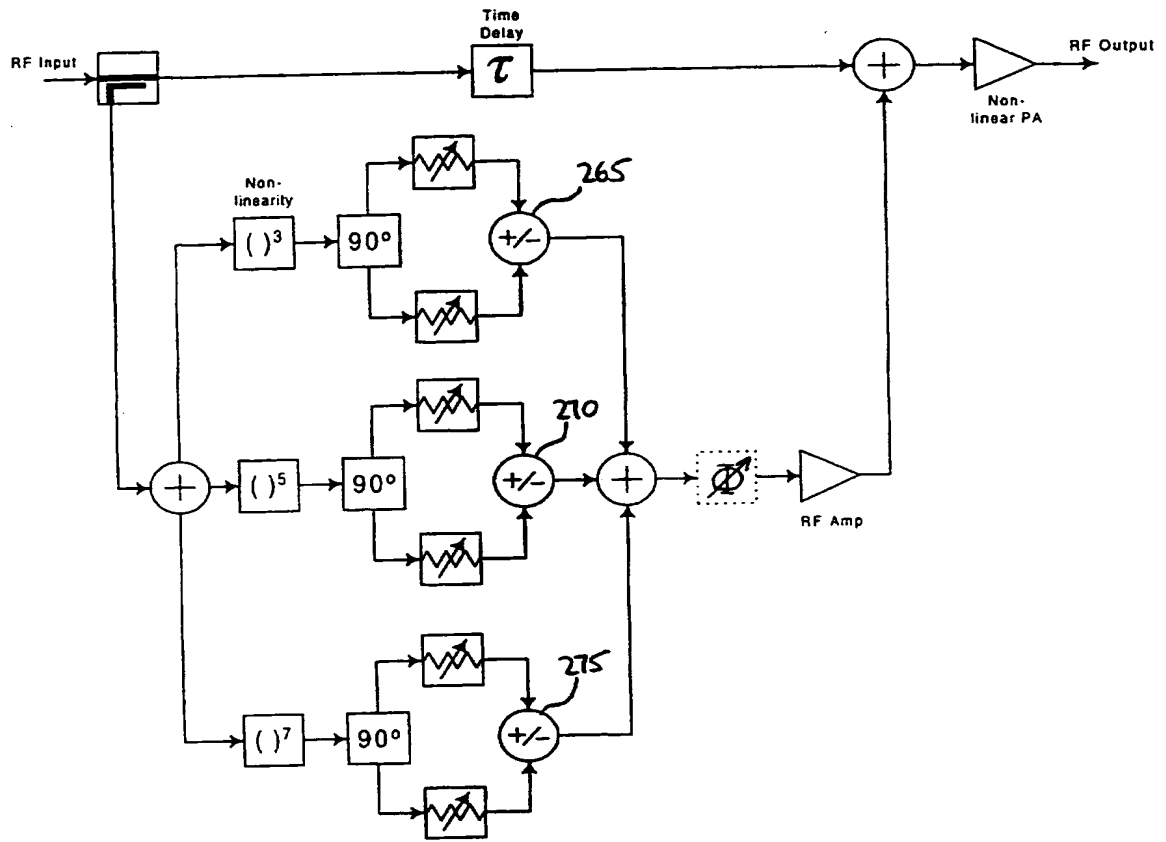 Time
Delay
RF Input
τ
+
RF Output
Non-
linear PA
Non-
linearity
265
( )³
90°
+/−
210
( )⁵
90°
+/−
+
+
Φ
RF Amp
275
( )⁷
90°
+/−